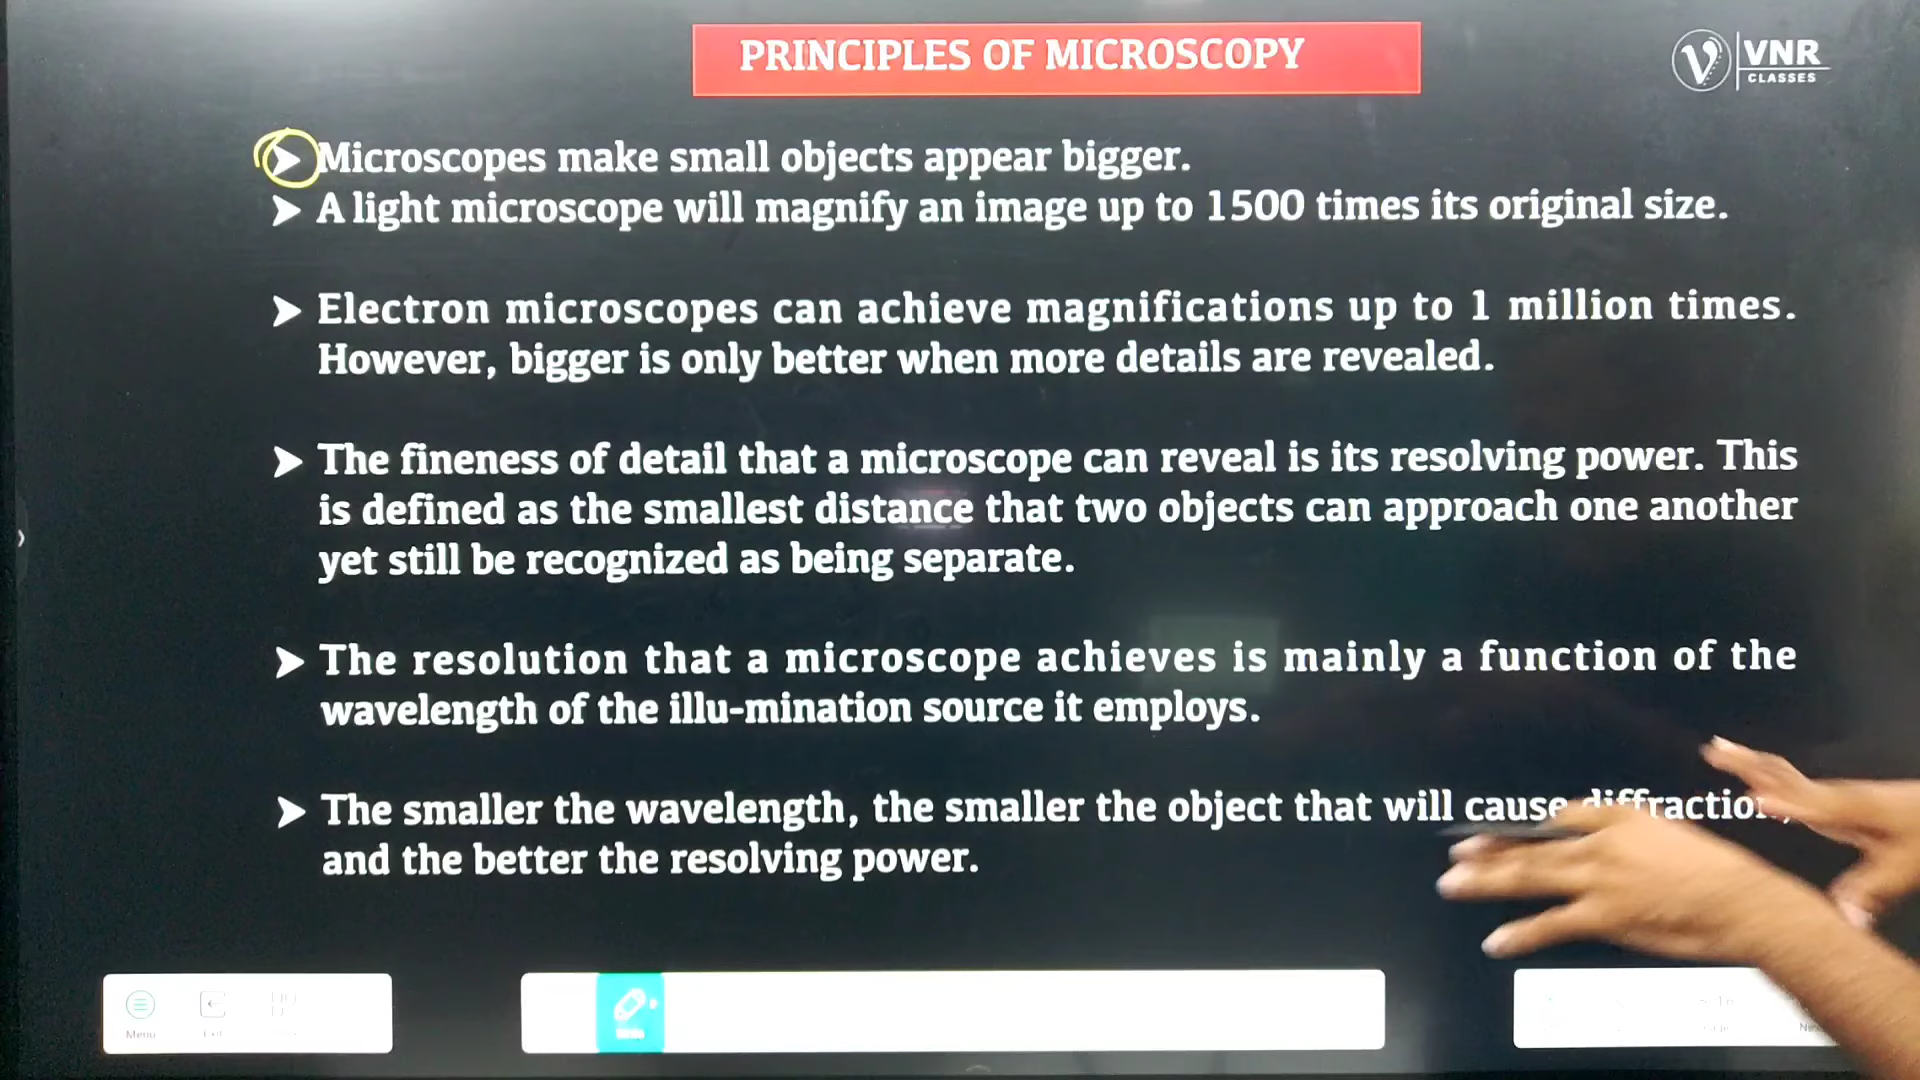 PRINCIPLES OF MICROSCOPY
VNR
CLASSES
Microscopes make small objects appear bigger.
A light microscope will magnify an image up to 1500 times its original size.
Electron microscopes can achieve magnifications up to 1 million times.
However, bigger is only better when more details are revealed.
The fineness of detail that a microscope can reveal is its resolving power. This
is defined as the smallest distance that two objects can approach one another
yet still be recognized as being separate.
The resolution that a microscope achieves is mainly a function of the
wavelength of the illu-mination source it employs.
The smaller the wavelength, the smaller the object that will cause diffraction,
and the better the resolving power.
Menu
Exit